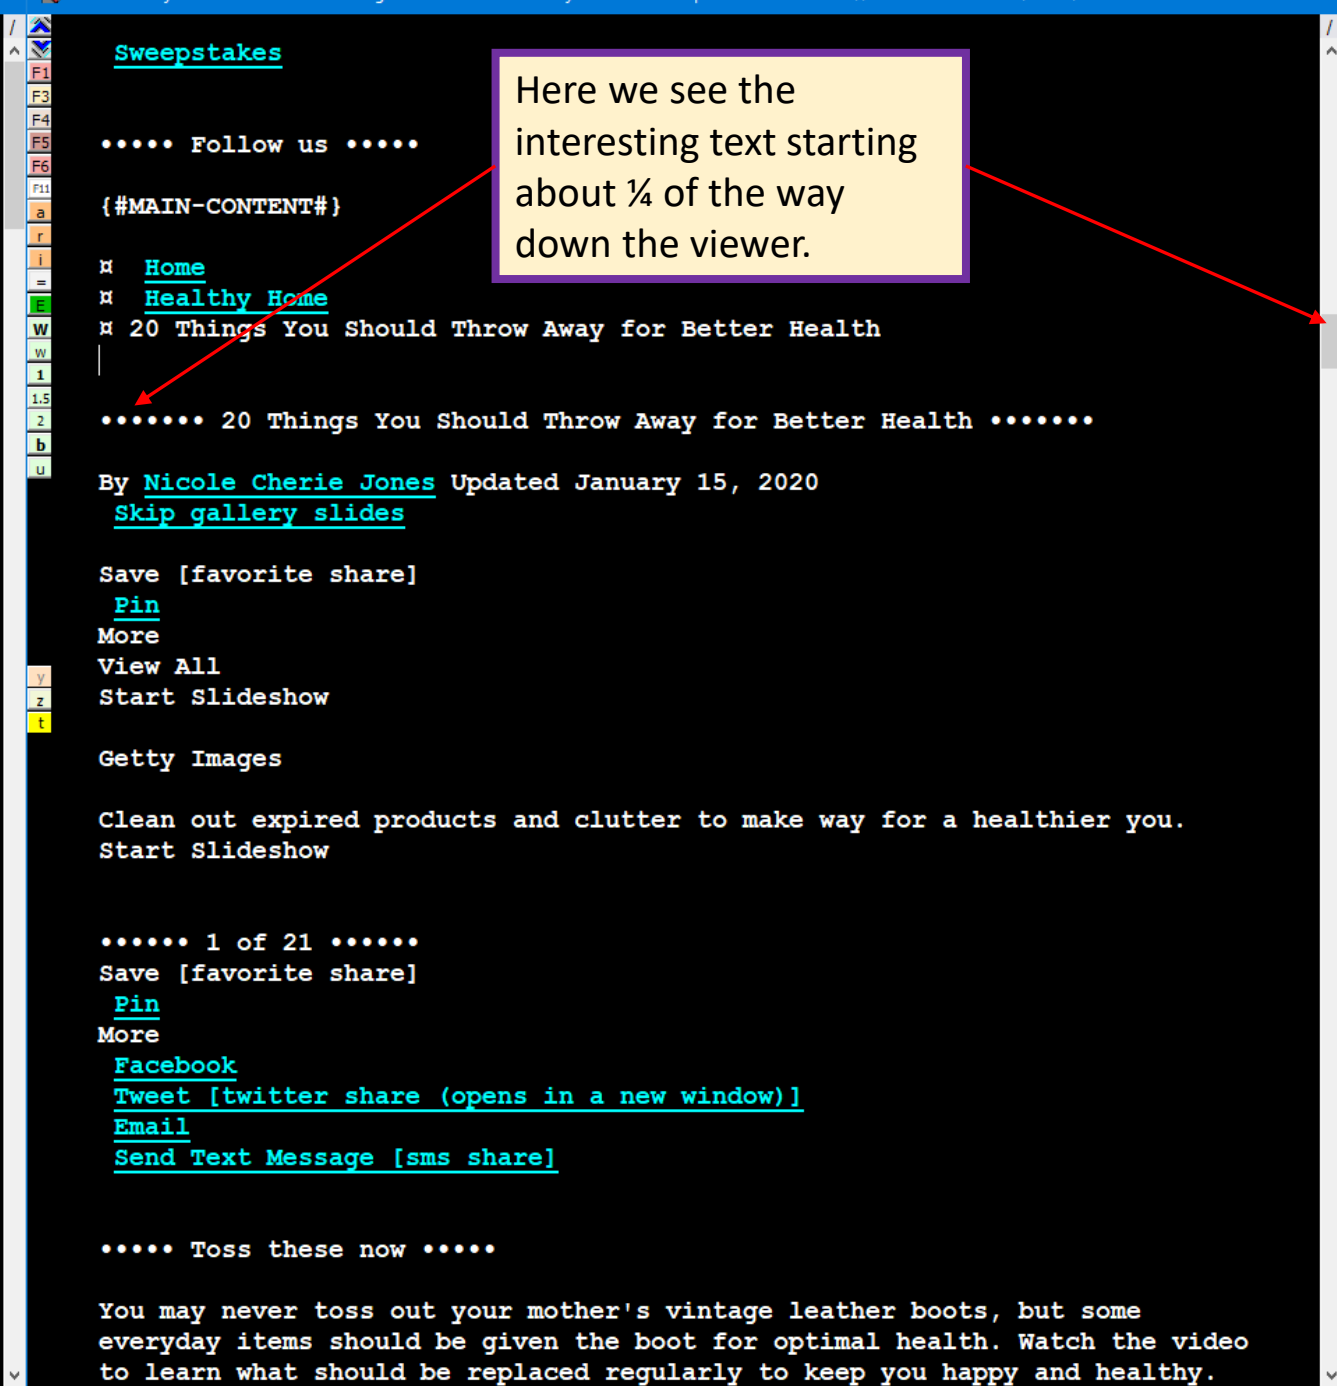 Sweepstakes
Here we see the
interesting text starting
about ¼ of the way
down the viewer.
F1
F3
F4
F5
F6
F11
a
r
i
=
E
W
w
1
1.5
2
b
u
y
z
t
••••• Follow us •••••
{#MAIN-CONTENT#}
¤ Home
¤ Healthy Home
¤ 20 Things You Should Throw Away for Better Health
••••••• 20 Things You Should Throw Away for Better Health •••••••
By Nicole Cherie Jones Updated January 15, 2020
Skip gallery slides
Save [favorite share]
Pin
More
View All
Start Slideshow
Getty Images
Clean out expired products and clutter to make way for a healthier you.
Start Slideshow
•••••• 1 of 21 ••••••
Save [favorite share]
Pin
More
Facebook
Tweet [twitter share (opens in a new window)]
Email
Send Text Message [sms share]
••••• Toss these now •••••
You may never toss out your mother's vintage leather boots, but some
everyday items should be given the boot for optimal health. Watch the video
to learn what should be replaced regularly to keep you happy and healthy.